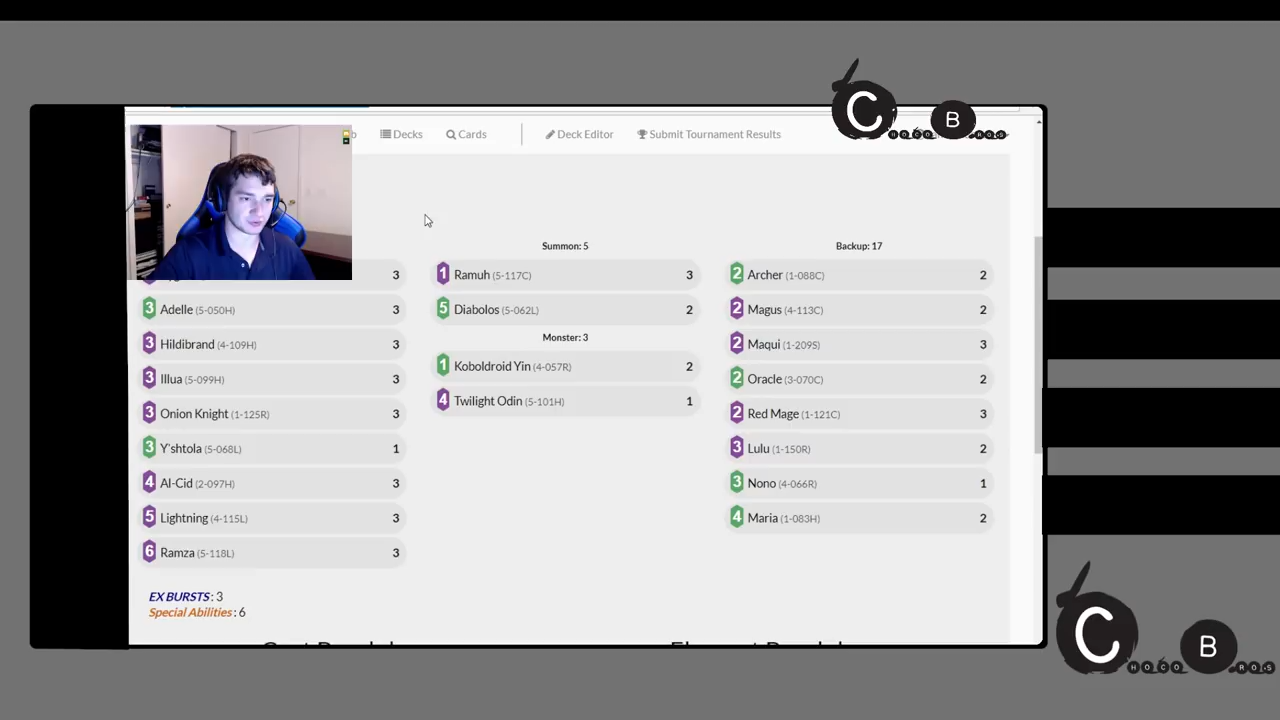 C B
HOCO ROS
b Decks Cards Deck Editor Submit Tournament Results
3
3 Adelle (5-050H) 3
3 Hildibrand (4-109H) 3
3 Illua (5-099H) 3
3 Onion Knight (1-125R) 3
3 Y'shtola (5-068L) 1
4 Al-Cid (2-097H) 3
5 Lightning (4-115L) 3
6 Ramza (5-118L) 3
EX BURSTS : 3
Special Abilities : 6
Summon: 5
1 Ramuh (5-117C) 3
5 Diabolos (5-062L) 2
Monster: 3
1 Koboldroid Yin (4-057R) 2
4 Twilight Odin (5-101H) 1
Backup: 17
2 Archer (1-088C) 2
2 Magus (4-113C) 2
2 Maqui (1-209S) 3
2 Oracle (3-070C) 2
2 Red Mage (1-121C) 3
3 Lulu (1-150R) 2
3 Nono (4-066R) 1
4 Maria (1-083H) 2
C B
HOCO ROS